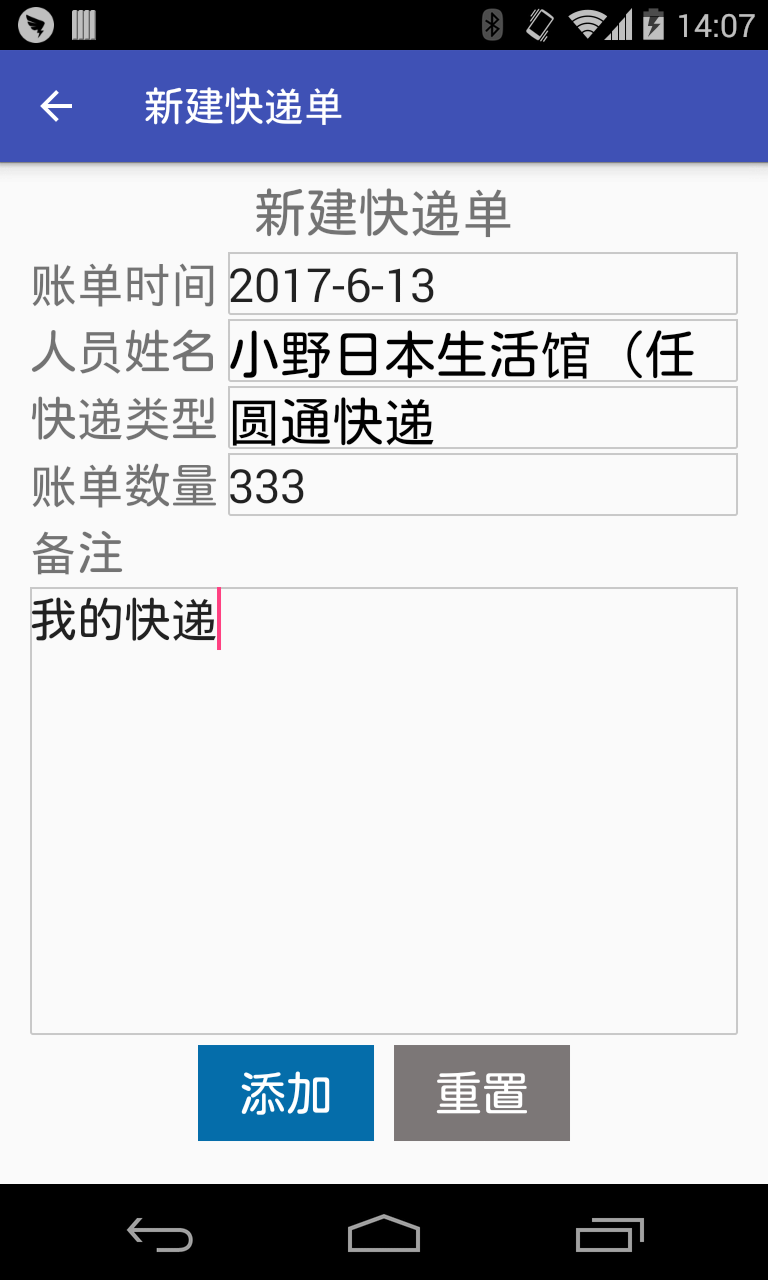 14:07
新建快递单
新建快递单
账单时间 2017-6-13
人员姓名 小野日本生活馆（任
快递类型 圆通快递
账单数量 333
备注
我的快递
添加 重置